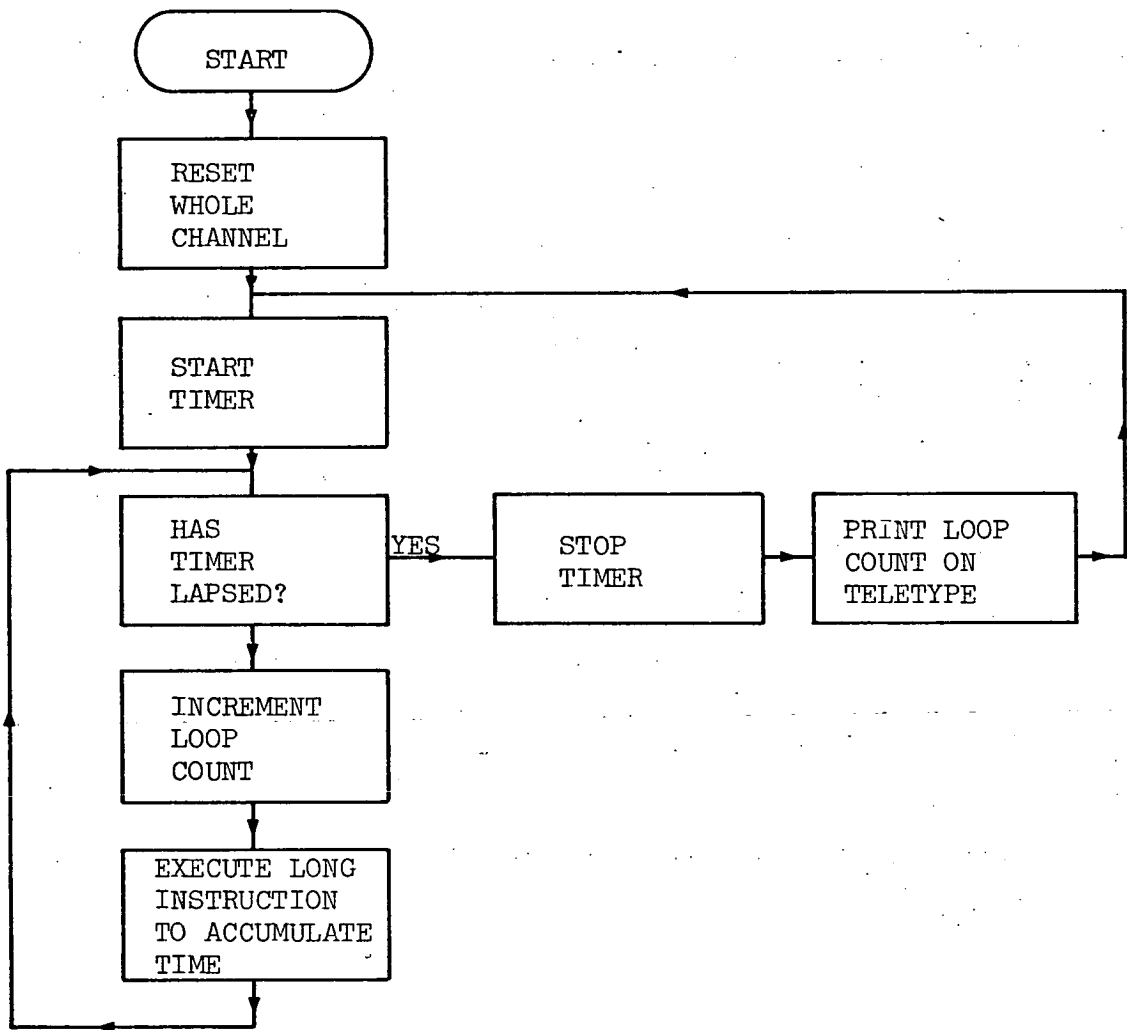 START
RESET
WHOLE
CHANNEL
START
TIMER
HAS
TIMER
LAPSED?
YES
STOP
TIMER
PRINT LOOP
COUNT ON
TELETYPE
INCREMENT
LOOP
COUNT
EXECUTE LONG
INSTRUCTION
TO ACCUMULATE
TIME